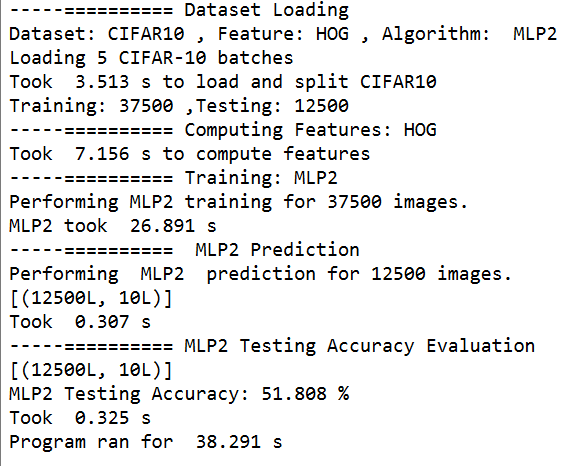 -----========== Dataset Loading
Dataset: CIFAR10 , Feature: HOG , Algorithm:  MLP2
Loading 5 CIFAR-10 batches
Took  3.513 s to load and split CIFAR10
Training: 37500 ,Testing: 12500
-----========== Computing Features: HOG
Took  7.156 s to compute features
-----========== Training: MLP2
Performing MLP2 training for 37500 images.
MLP2 took  26.891 s
-----==========  MLP2 Prediction
Performing  MLP2  prediction for 12500 images.
[(12500L, 10L)]
Took  0.307 s
-----========== MLP2 Testing Accuracy Evaluation
[(12500L, 10L)]
MLP2 Testing Accuracy: 51.808 %
Took  0.325 s
Program ran for  38.291 s